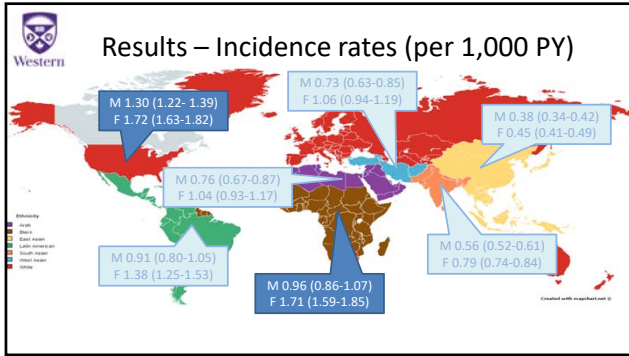 Western
Results – Incidence rates (per 1,000 PY)
M 0.73 (0.63-0.85)
F 1.06 (0.94-1.19)
M 1.30 (1.22- 1.39)
F 1.72 (1.63-1.82)
M 0.38 (0.34-0.42)
F 0.45 (0.41-0.49)
M 0.76 (0.67-0.87)
F 1.04 (0.93-1.17)
Ethnicity
Arab
Black
East Asian
Latin American
South Asian
West Asian
White
M 0.91 (0.80-1.05)
F 1.38 (1.25-1.53)
M 0.56 (0.52-0.61)
F 0.79 (0.74-0.84)
M 0.96 (0.86-1.07)
F 1.71 (1.59-1.85)
Created with mapchart.net ©